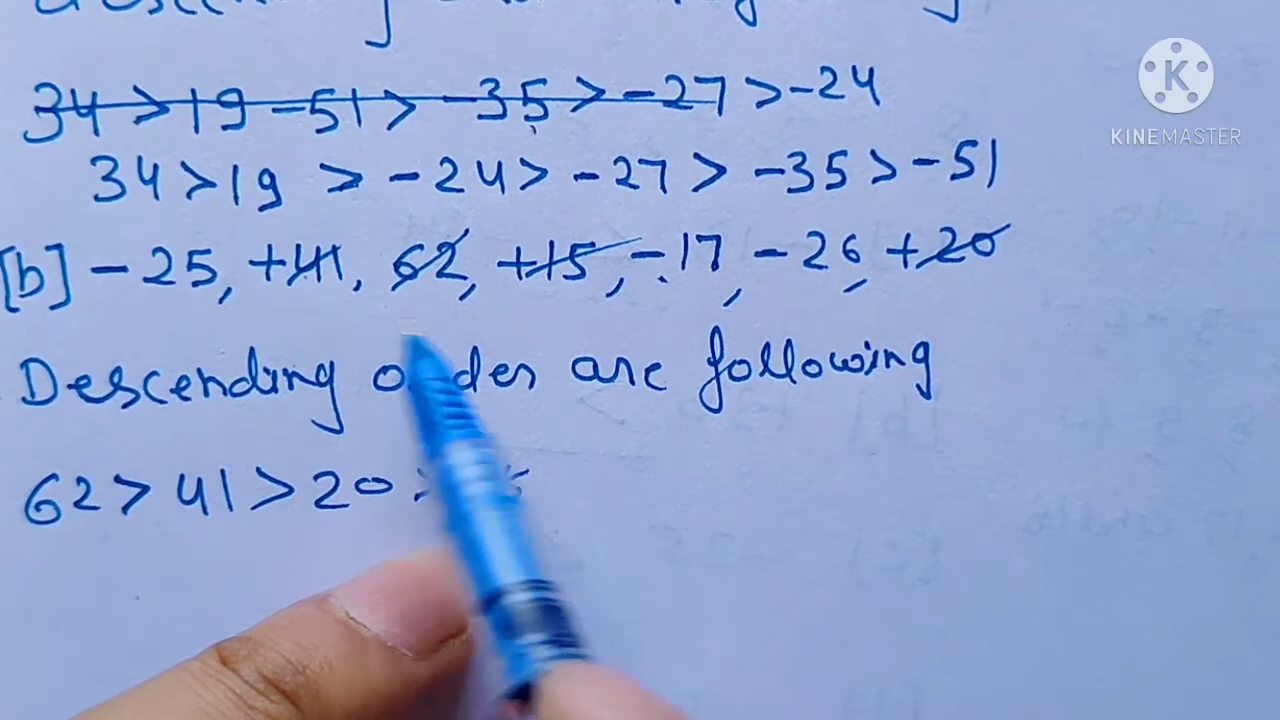 34 > 19 -51 > -35 > -27 > -24
34 > 19 > -24 > -27 > -35 > -51
[b] -25, +41, 62, +15, -17, -26, +20
Descending order are following
62 > 41 > 20 >
K
KINEMASTER